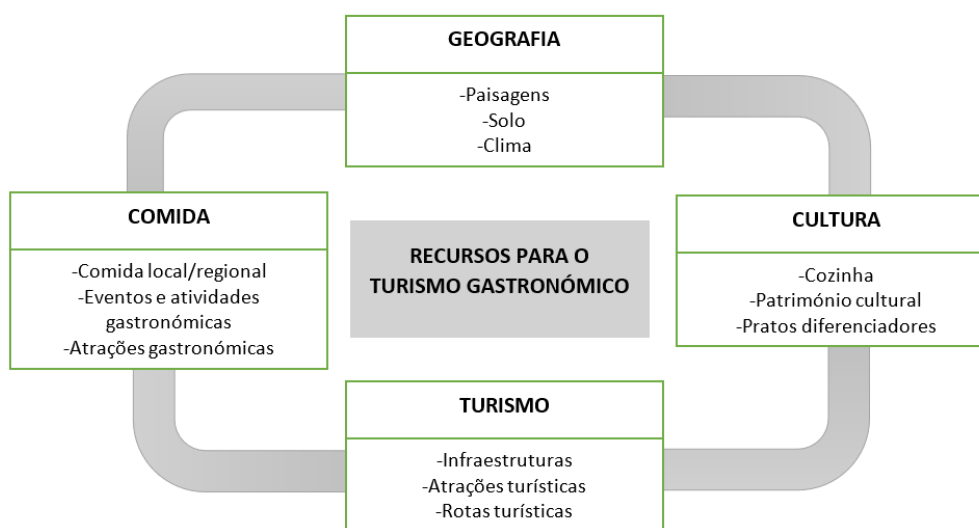 GEOGRAFIA
-Paisagens
-Solo
-Clima
COMIDA
-Comida local/regional
-Eventos e atividades
gastronómicas
-Atrações gastronómicas
RECURSOS PARA O
TURISMO GASTRONÓMICO
CULTURA
-Cozinha
-Património cultural
-Pratos diferenciadores
TURISMO
-Infraestruturas
-Atrações turísticas
-Rotas turísticas